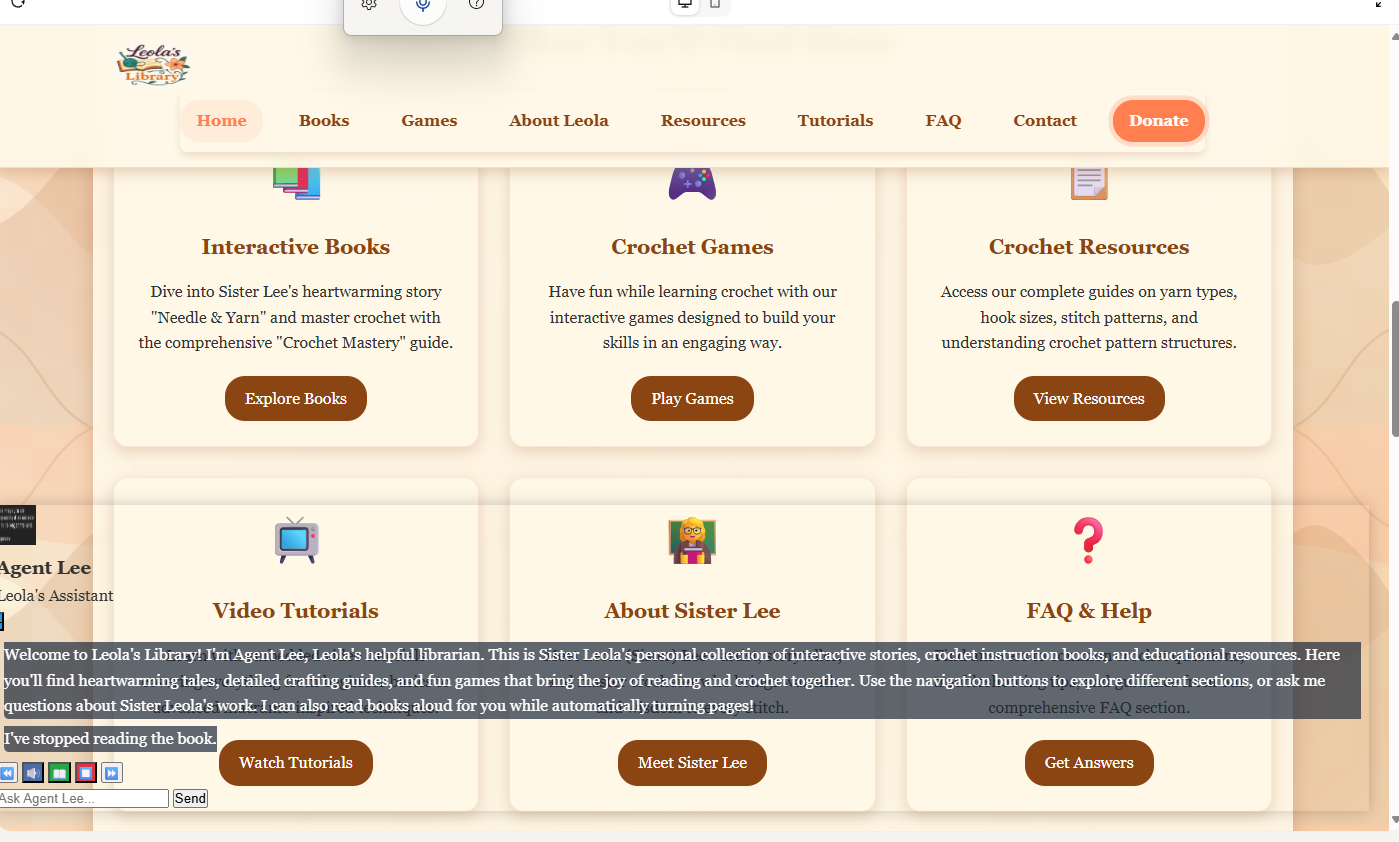 Leola's
Library
Home
Books
Games
About Leola
Resources
Tutorials
FAQ
Contact
Donate
Interactive Books
Dive into Sister Lee's heartwarming story
"Needle & Yarn" and master crochet with
the comprehensive "Crochet Mastery" guide.
Explore Books
Crochet Games
Have fun while learning crochet with our
interactive games designed to build your
skills in an engaging way.
Play Games
Crochet Resources
Access our complete guides on yarn types,
hook sizes, stitch patterns, and
understanding crochet pattern structures.
View Resources
Video Tutorials
Watch Tutorials
About Sister Lee
Meet Sister Lee
FAQ & Help
comprehensive FAQ section.
Get Answers
Agent Lee
Leola's Assistant
Welcome to Leola's Library! I'm Agent Lee, Leola's helpful librarian. This is Sister Leola's personal collection of interactive stories, crochet instruction books, and educational resources. Here
you'll find heartwarming tales, detailed crafting guides, and fun games that bring the joy of reading and crochet together. Use the navigation buttons to explore different sections, or ask me
questions about Sister Leola's work. I can also read books aloud for you while automatically turning pages!
I've stopped reading the book.
Ask Agent Lee...
Send